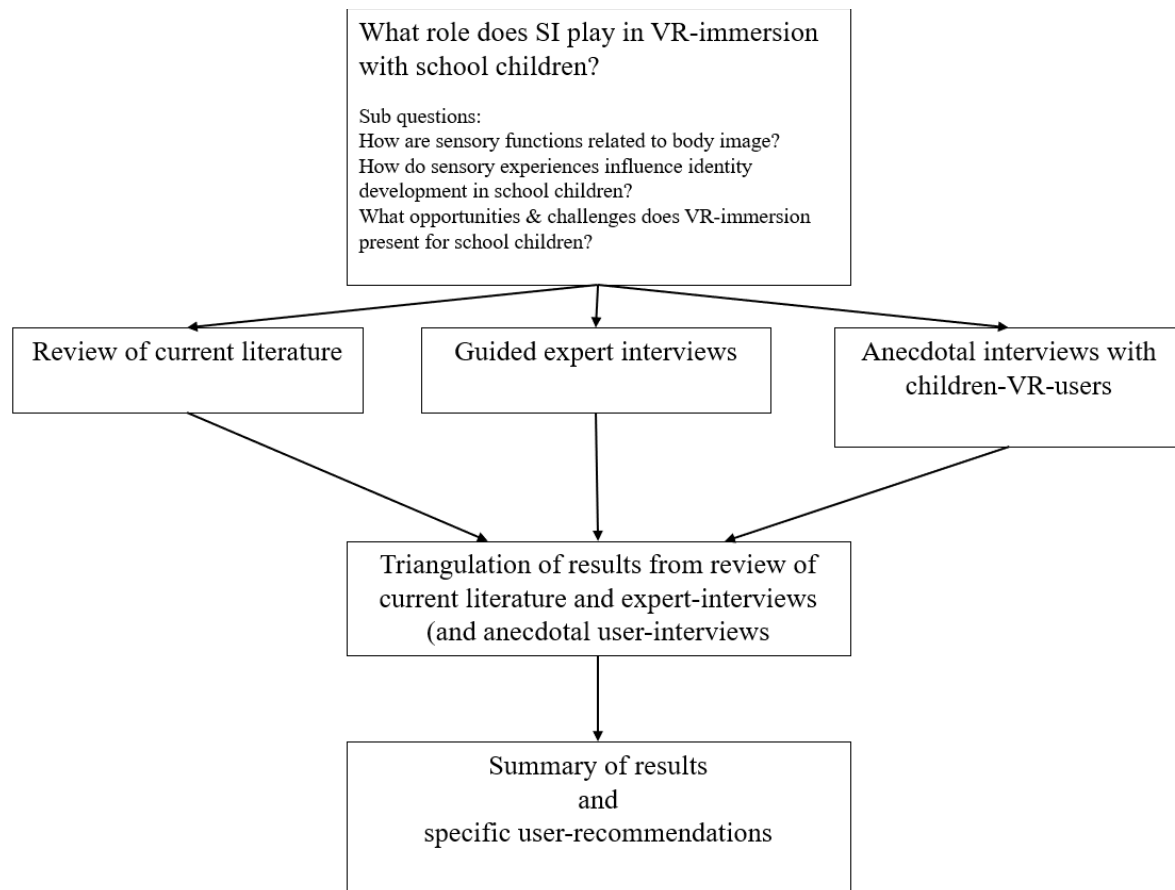 What role does SI play in VR-immersion
with school children?
Sub questions:
How are sensory functions related to body image?
How do sensory experiences influence identity
development in school children?
What opportunities & challenges does VR-immersion
present for school children?
Review of current literature
Guided expert interviews
Anecdotal interviews with
children-VR-users
Triangulation of results from review of
current literature and expert-interviews
(and anecdotal user-interviews
Summary of results
and
specific user-recommendations